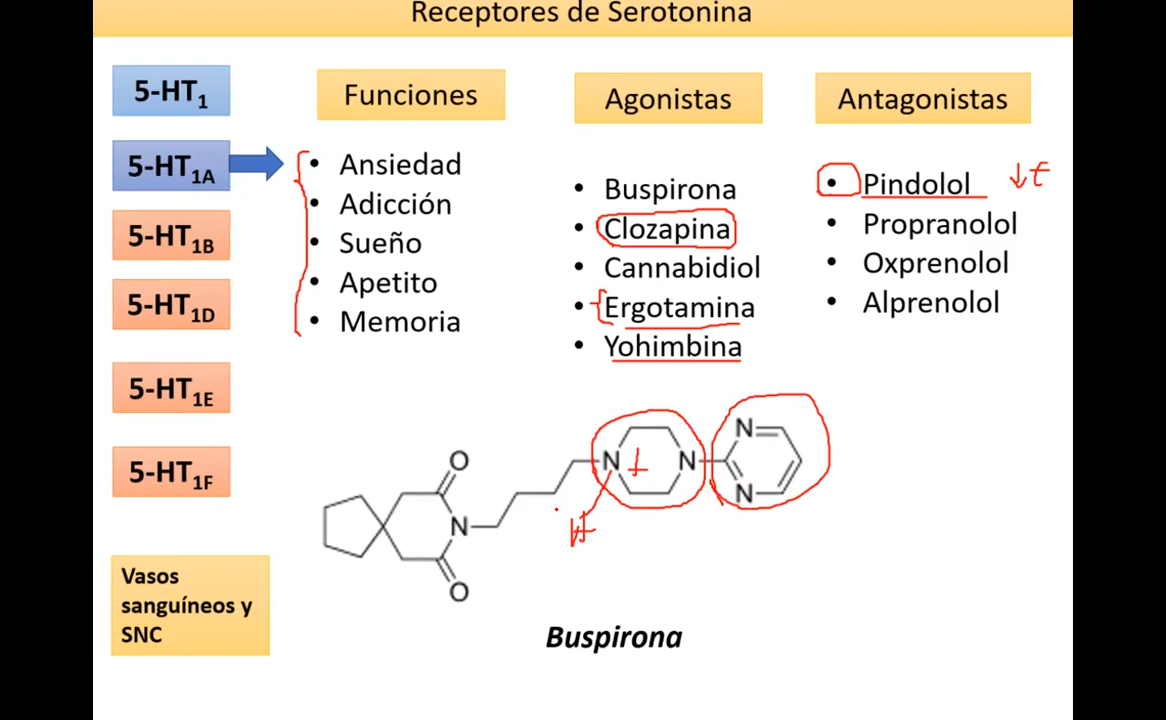 Receptores de Serotonina
5-HT1
Funciones
Agonistas
Antagonistas
5-HT1A
5-HT1B
5-HT1D
5-HT1E
5-HT1F
• Ansiedad
• Adicción
• Sueño
• Apetito
• Memoria
• Buspirona
• Clozapina
• Cannabidiol
• Ergotamina
• Yohimbina
• Pindolol
• Propranolol
• Oxprenolol
• Alprenolol
O
N
N
N
N
N
O
H+
+
Buspirona
Vasos
sanguíneos y
SNC